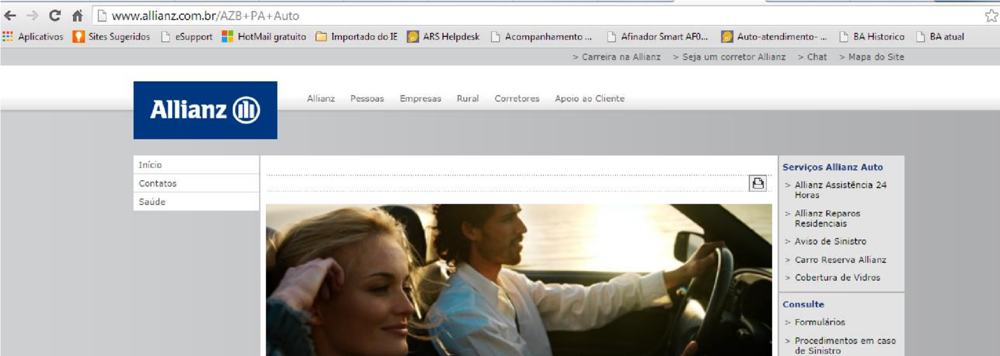 www.allianz.com.br/AZB+PA+Auto
Aplicativos Sites Sugeridos eSupport HotMail gratuito Importado do IE ARS Helpdesk Acompanhamento ... Afinador Smart AF0... Auto-atendimento- ... BA Historico BA atual
> Carreira na Allianz > Seja um corretor Allianz > Chat > Mapa do Site
Allianz
Allianz Pessoas Empresas Rural Corretores Apoio ao Cliente
Início
Contatos
Saúde
Serviços Allianz Auto
> Allianz Assistência 24
Horas
> Allianz Reparos
Residenciais
> Aviso de Sinistro
> Carro Reserva Allianz
> Cobertura de Vidros
Consulte
> Formulários
> Procedimentos em caso
de Sinistro